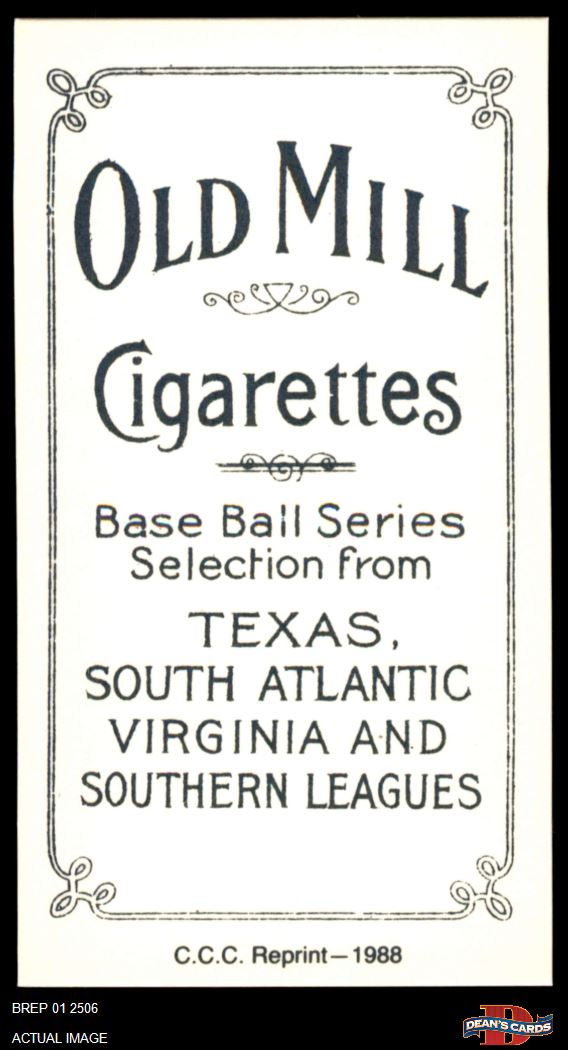 OLD MILL
Cigarettes
Base Ball Series
Selection from
TEXAS,
SOUTH ATLANTIC
VIRGINIA AND
SOUTHERN LEAGUES
C.C.C. Reprint—1988
BREP 01 2506
ACTUAL IMAGE
D
DEAN'S CARDS